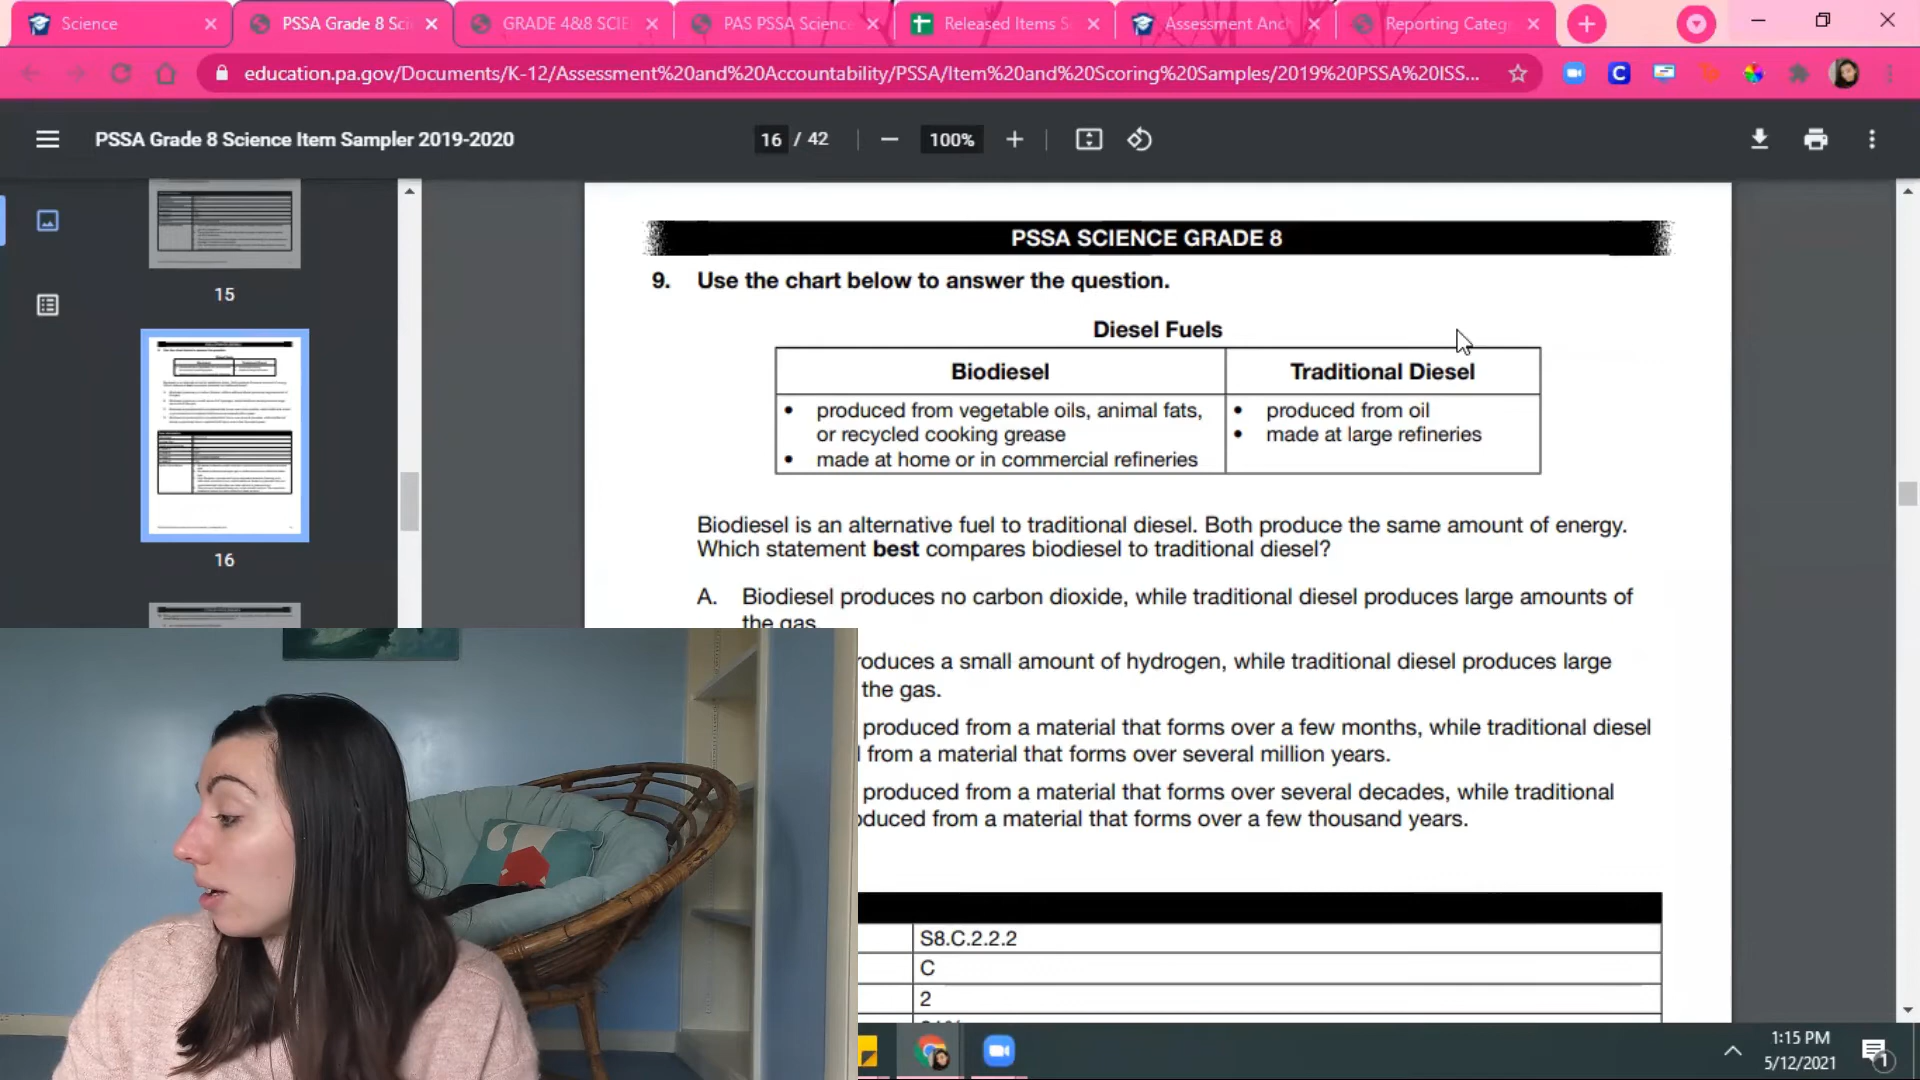 Science
PSSA Grade 8 Sci
GRADE 4&8 SCIE
PAS PSSA Science
Released Items S
Assessment Anch
Reporting Categ
education.pa.gov/Documents/K-12/Assessment%20and%20Accountability/PSSA/Item%20and%20Scoring%20Samples/2019%20PSSA%20ISS...
PSSA Grade 8 Science Item Sampler 2019-2020
16 / 42
100%
15
16
PSSA SCIENCE GRADE 8
9. Use the chart below to answer the question.
Diesel Fuels
Biodiesel
Traditional Diesel
• produced from vegetable oils, animal fats,
or recycled cooking grease
• made at home or in commercial refineries
• produced from oil
• made at large refineries
Biodiesel is an alternative fuel to traditional diesel. Both produce the same amount of energy.
Which statement best compares biodiesel to traditional diesel?
A. Biodiesel produces no carbon dioxide, while traditional diesel produces large amounts of
the gas.
roduces a small amount of hydrogen, while traditional diesel produces large
the gas.
produced from a material that forms over a few months, while traditional diesel
from a material that forms over several million years.
produced from a material that forms over several decades, while traditional
oduced from a material that forms over a few thousand years.
S8.C.2.2.2
C
2
1:15 PM
5/12/2021
1